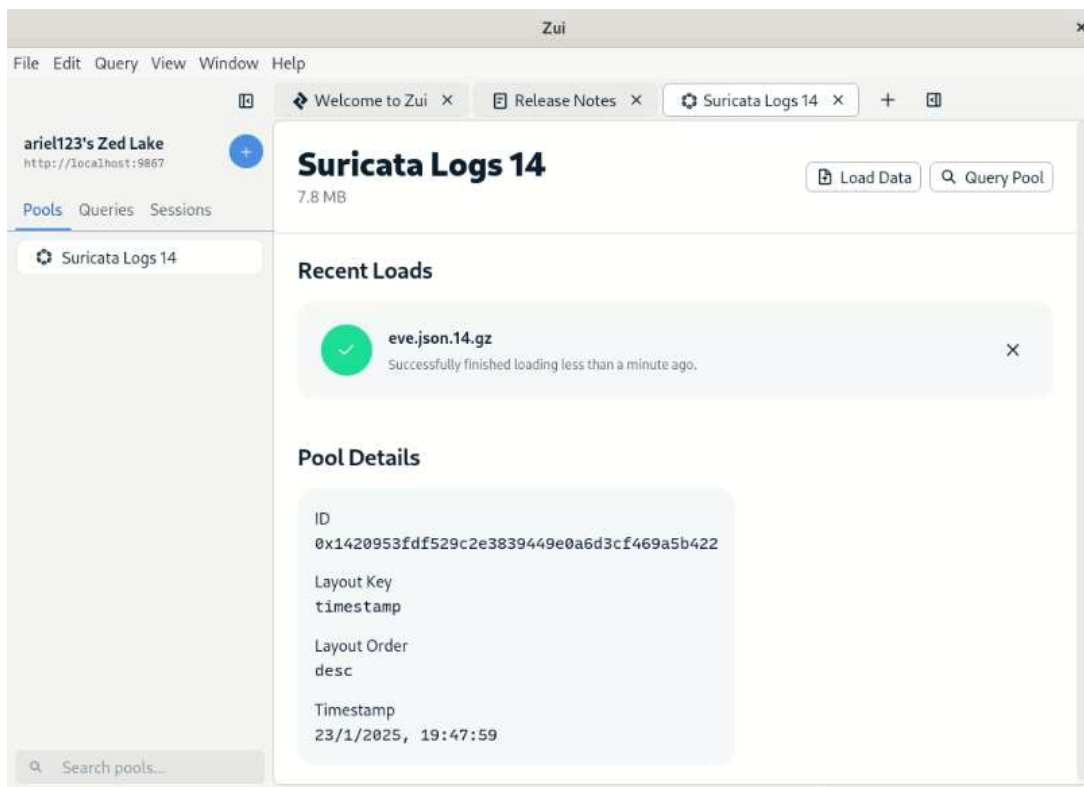 Zui
File Edit Query View Window Help
Welcome to Zui
Release Notes
Suricata Logs 14
ariel123's Zed Lake
http://localhost:9867
Pools Queries Sessions
Suricata Logs 14
Search pools...
Suricata Logs 14
7.8 MB
Load Data
Query Pool
Recent Loads
eve.json.14.gz
Successfully finished loading less than a minute ago.
Pool Details
ID
0x1420953fdf529c2e3839449e0a6d3cf469a5b422
Layout Key
timestamp
Layout Order
desc
Timestamp
23/1/2025, 19:47:59